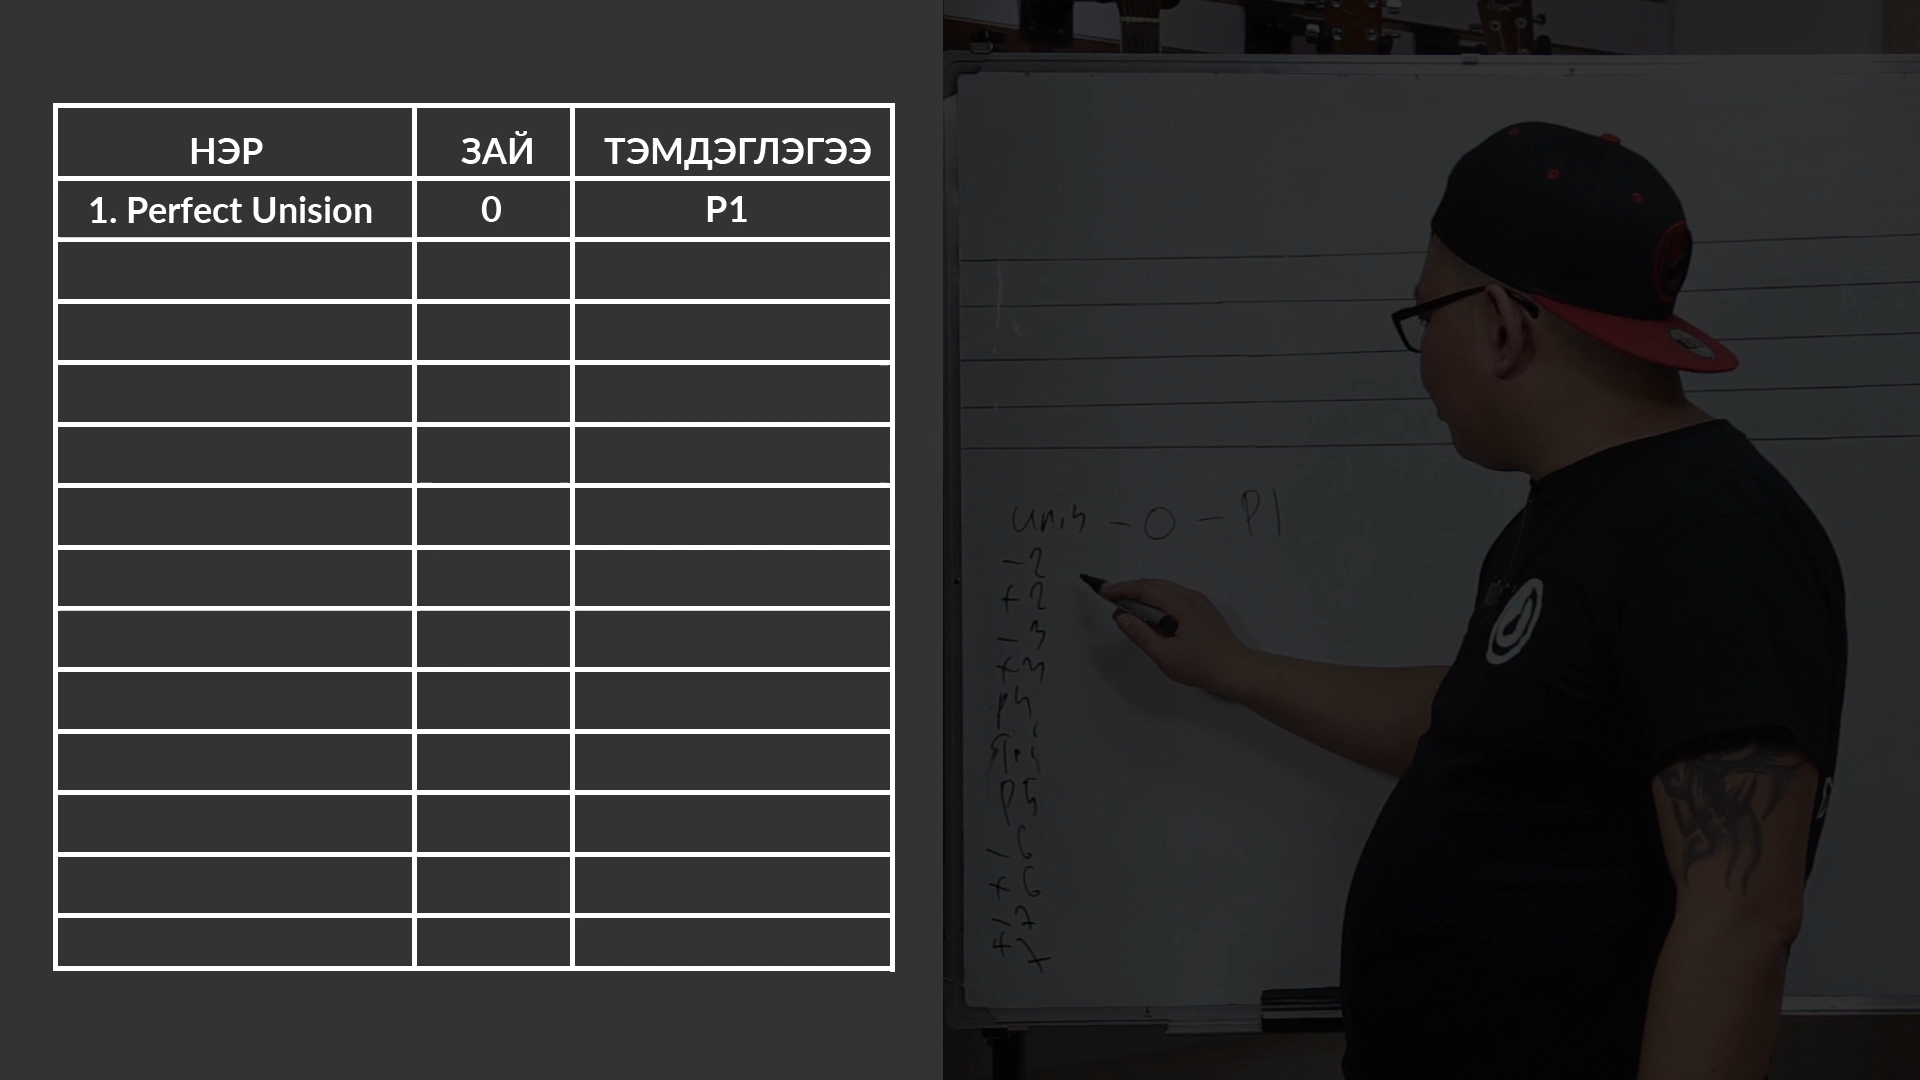 НЭР ЗАЙ ТЭМДЭГЛЭГЭЭ
1. Perfect Unision 0 P1
unis - 0 - P1
-2
+2
-3
+3
P4
P5
-6
+6
-7
+7